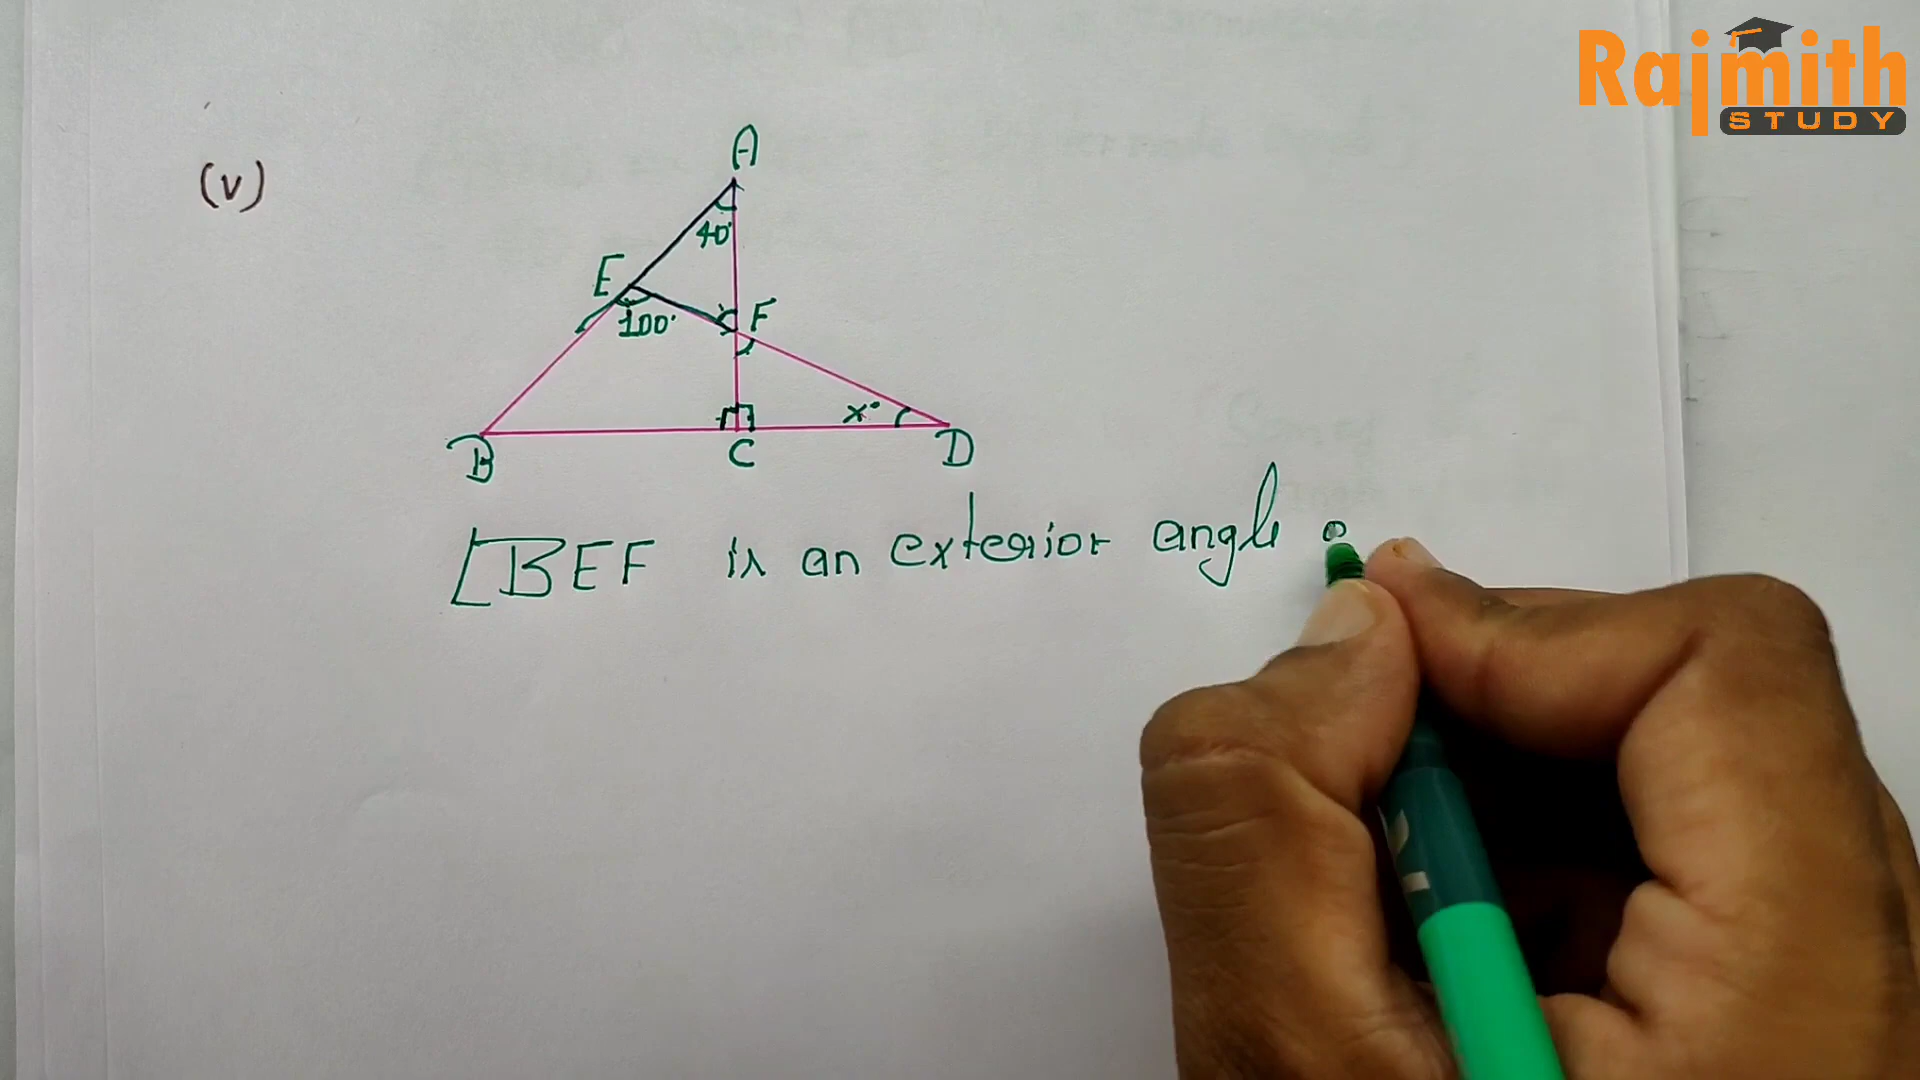 Rajmith
STUDY
(v)
A
40°
E
100°
F
x°
B
C
D
∠BEF is an exterior angle o